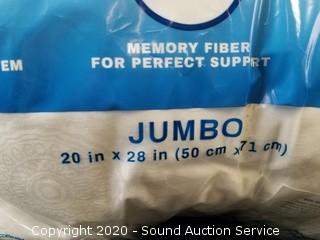 MEMORY FIBER
EM FOR PERFECT SUPPORT
JUMBO
20 in x 28 in (50 cm x 71 cm)
Copyright 2020 - Sound Auction Service